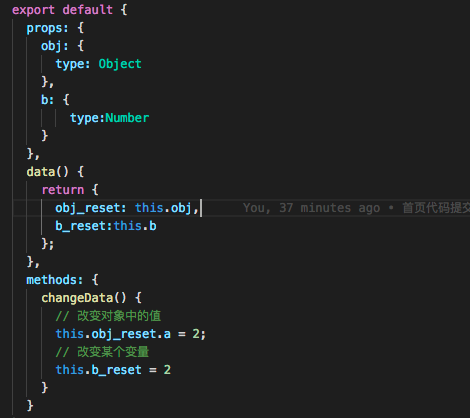 export default {
  props: {
    obj: {
      type: Object
    },
    b: {
        type:Number
    }
  },
  data() {
    return {
      obj_reset: this.obj,      You, 37 minutes ago • 首页代码提交
      b_reset:this.b
    };
  },
  methods: {
    changeData() {
      // 改变对象中的值
      this.obj_reset.a = 2;
      // 改变某个变量
      this.b_reset = 2
    }
  }